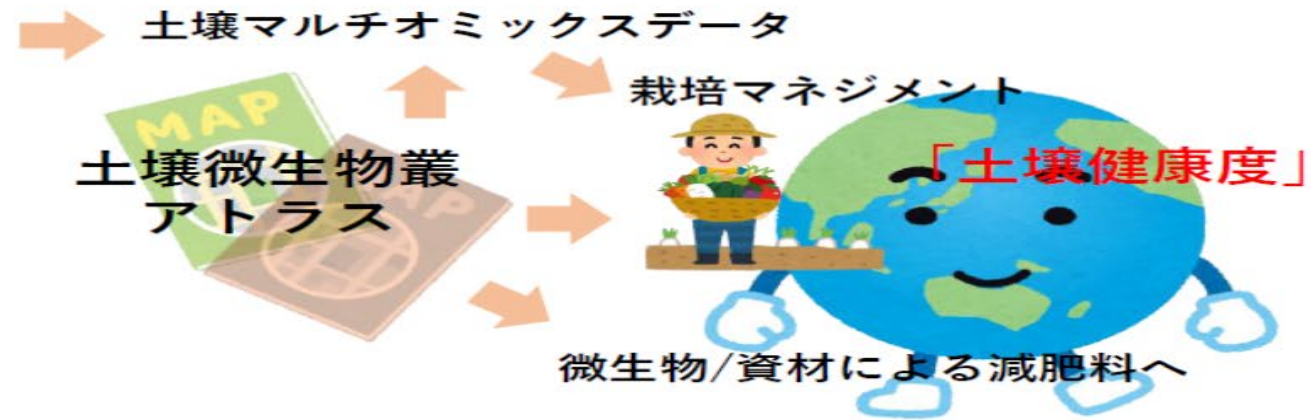 土壌マルチオミックスデータ
栽培マネジメント
MAP
土壌微生物叢
アトラス
MAP
「土壌健康度」
微生物/資材による減肥料へ